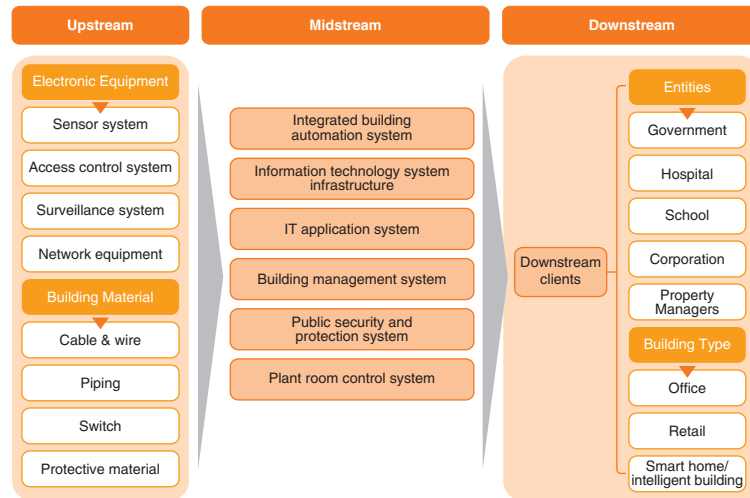 Upstream
Midstream
Downstream
Electronic Equipment
Sensor system
Access control system
Surveillance system
Network equipment
Building Material
Cable & wire
Piping
Switch
Protective material
Integrated building
automation system
Information technology system
infrastructure
IT application system
Building management system
Public security and
protection system
Plant room control system
Downstream
clients
Entities
Government
Hospital
School
Corporation
Property
Managers
Building Type
Office
Retail
Smart home/
intelligent building